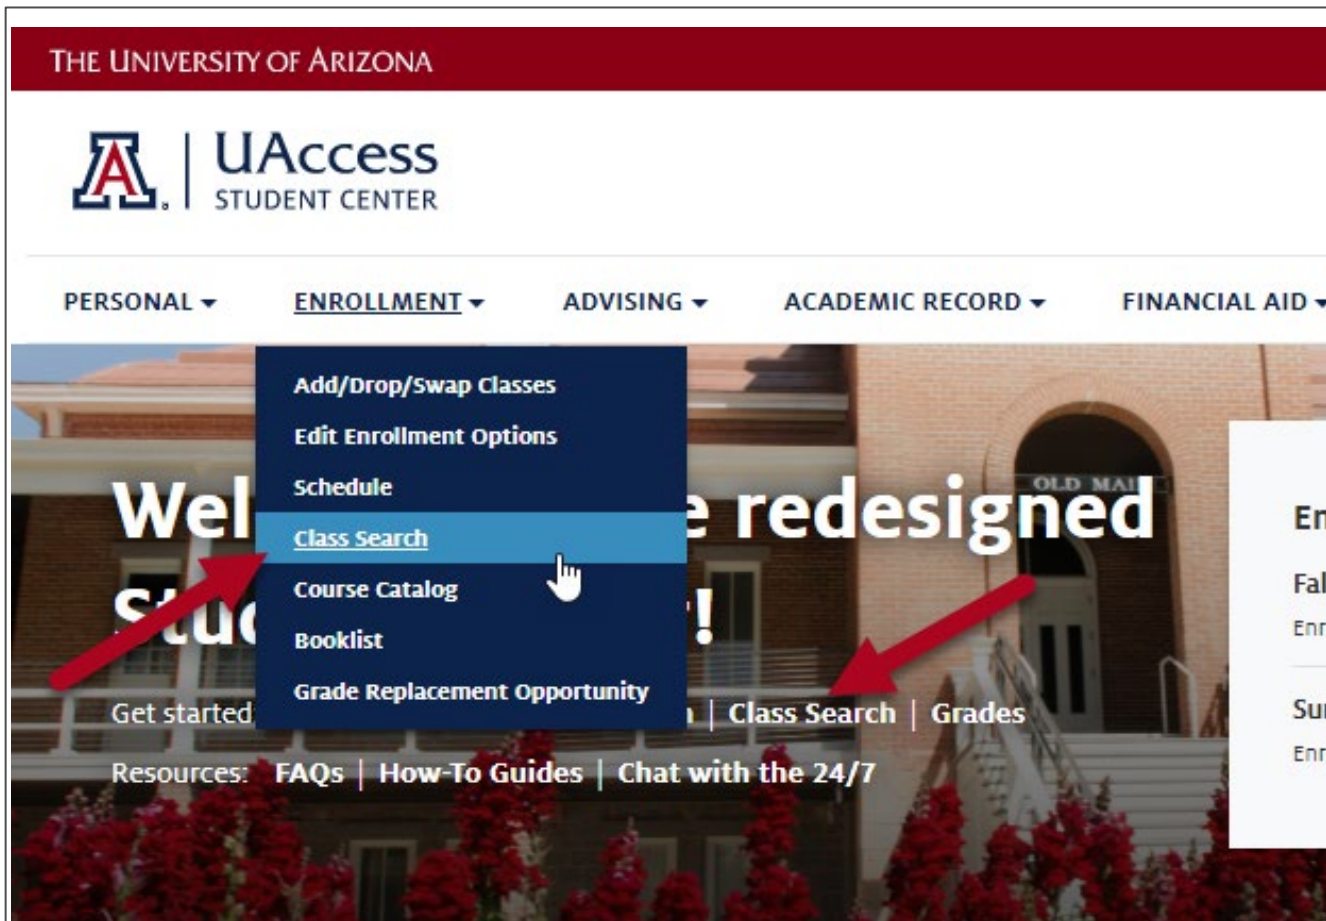 THE UNIVERSITY OF ARIZONA
A
UAccess
STUDENT CENTER
PERSONAL ENROLLMENT ADVISING ACADEMIC RECORD FINANCIAL AID
Add/Drop/Swap Classes
Edit Enrollment Options
Schedule
Class Search
Course Catalog
Booklist
Grade Replacement Opportunity
redesigned
OLD MAIN
!
Get started
| Class Search | Grades
Resources: FAQs | How-To Guides | Chat with the 24/7